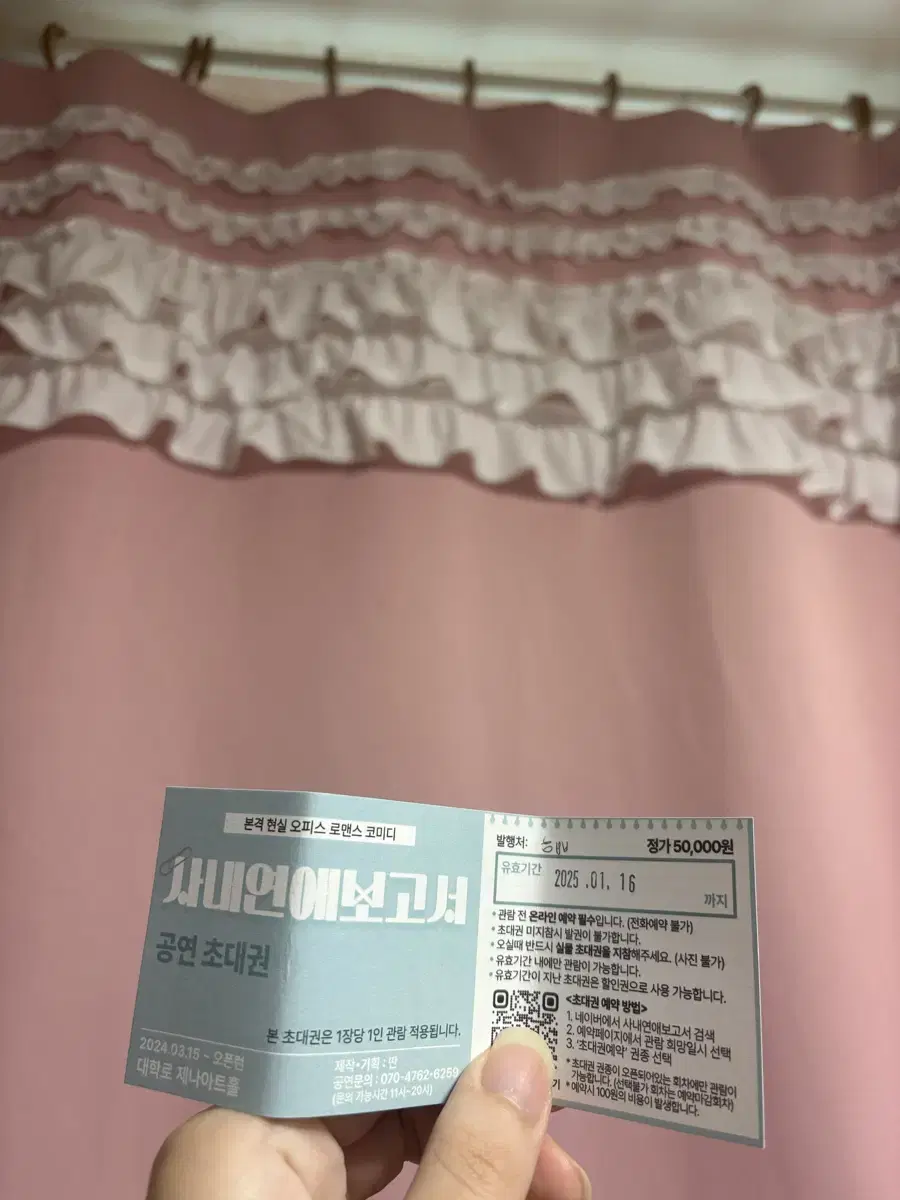 본격 현실 오피스 로맨스 코미디
사내연애보고서
공연 초대권
본 초대권은 1장당 1인 관람 적용됩니다.
2024.03.15 ~ 오픈런
대학로 제나아트홀
제작•기획 : 딴
공연문의 : 070-4762-6259
(문의 가능시간 11시~20시)
발행처:
정가 50,000원
유효기간
2025 .01. 16
까지
* 관람 전 온라인 예약 필수입니다. (전화예약 불가)
* 초대권 미지참시 발권이 불가합니다.
* 오실때 반드시 실물 초대권을 지참해주세요. (사진 불가)
* 유효기간 내에만 관람이 가능합니다.
* 유효기간이 지난 초대권은 할인권으로 사용 가능합니다.
<초대권 예약 방법>
1. 네이버에서 사내연애보고서 검색
2. 예약페이지에서 관람 희망일시 선택
3. '초대권예약' 권종 선택
* 초대권 권종이 오픈되어있는 회차에만 관람이
가능합니다. (선택불가 회차는 예약마감회차)
* 예약시 100원의 비용이 발생합니다.